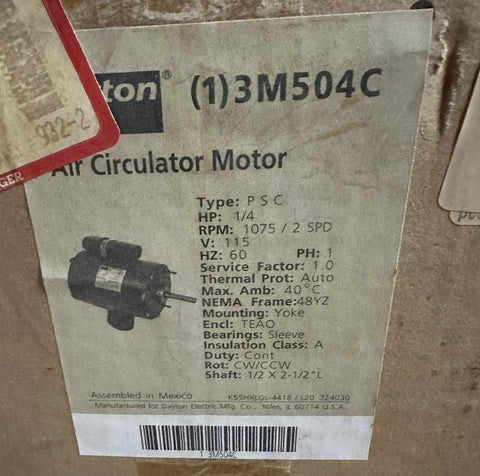 932-2
GER
ton® (1)3M504C
Air Circulator Motor
Type: P S C
HP: 1/4
RPM: 1075 / 2 SPD
V: 115
HZ: 60 PH: 1
Service Factor: 1.0
Thermal Prot: Auto
Max. Amb: 40°C
NEMA Frame:48YZ
Mounting: Yoke
Encl: TEAO
Bearings: Sleeve
Insulation Class: A
Duty: Cont
Rot: CW/CCW
Shaft: 1/2 X 2-1/2"L
Assembled in Mexico K55HXLGL-4418 / L20 324030
Manufactured for Dayton Electric Mfg. Co., Niles, IL 60714 U.S.A.
1 3M504C